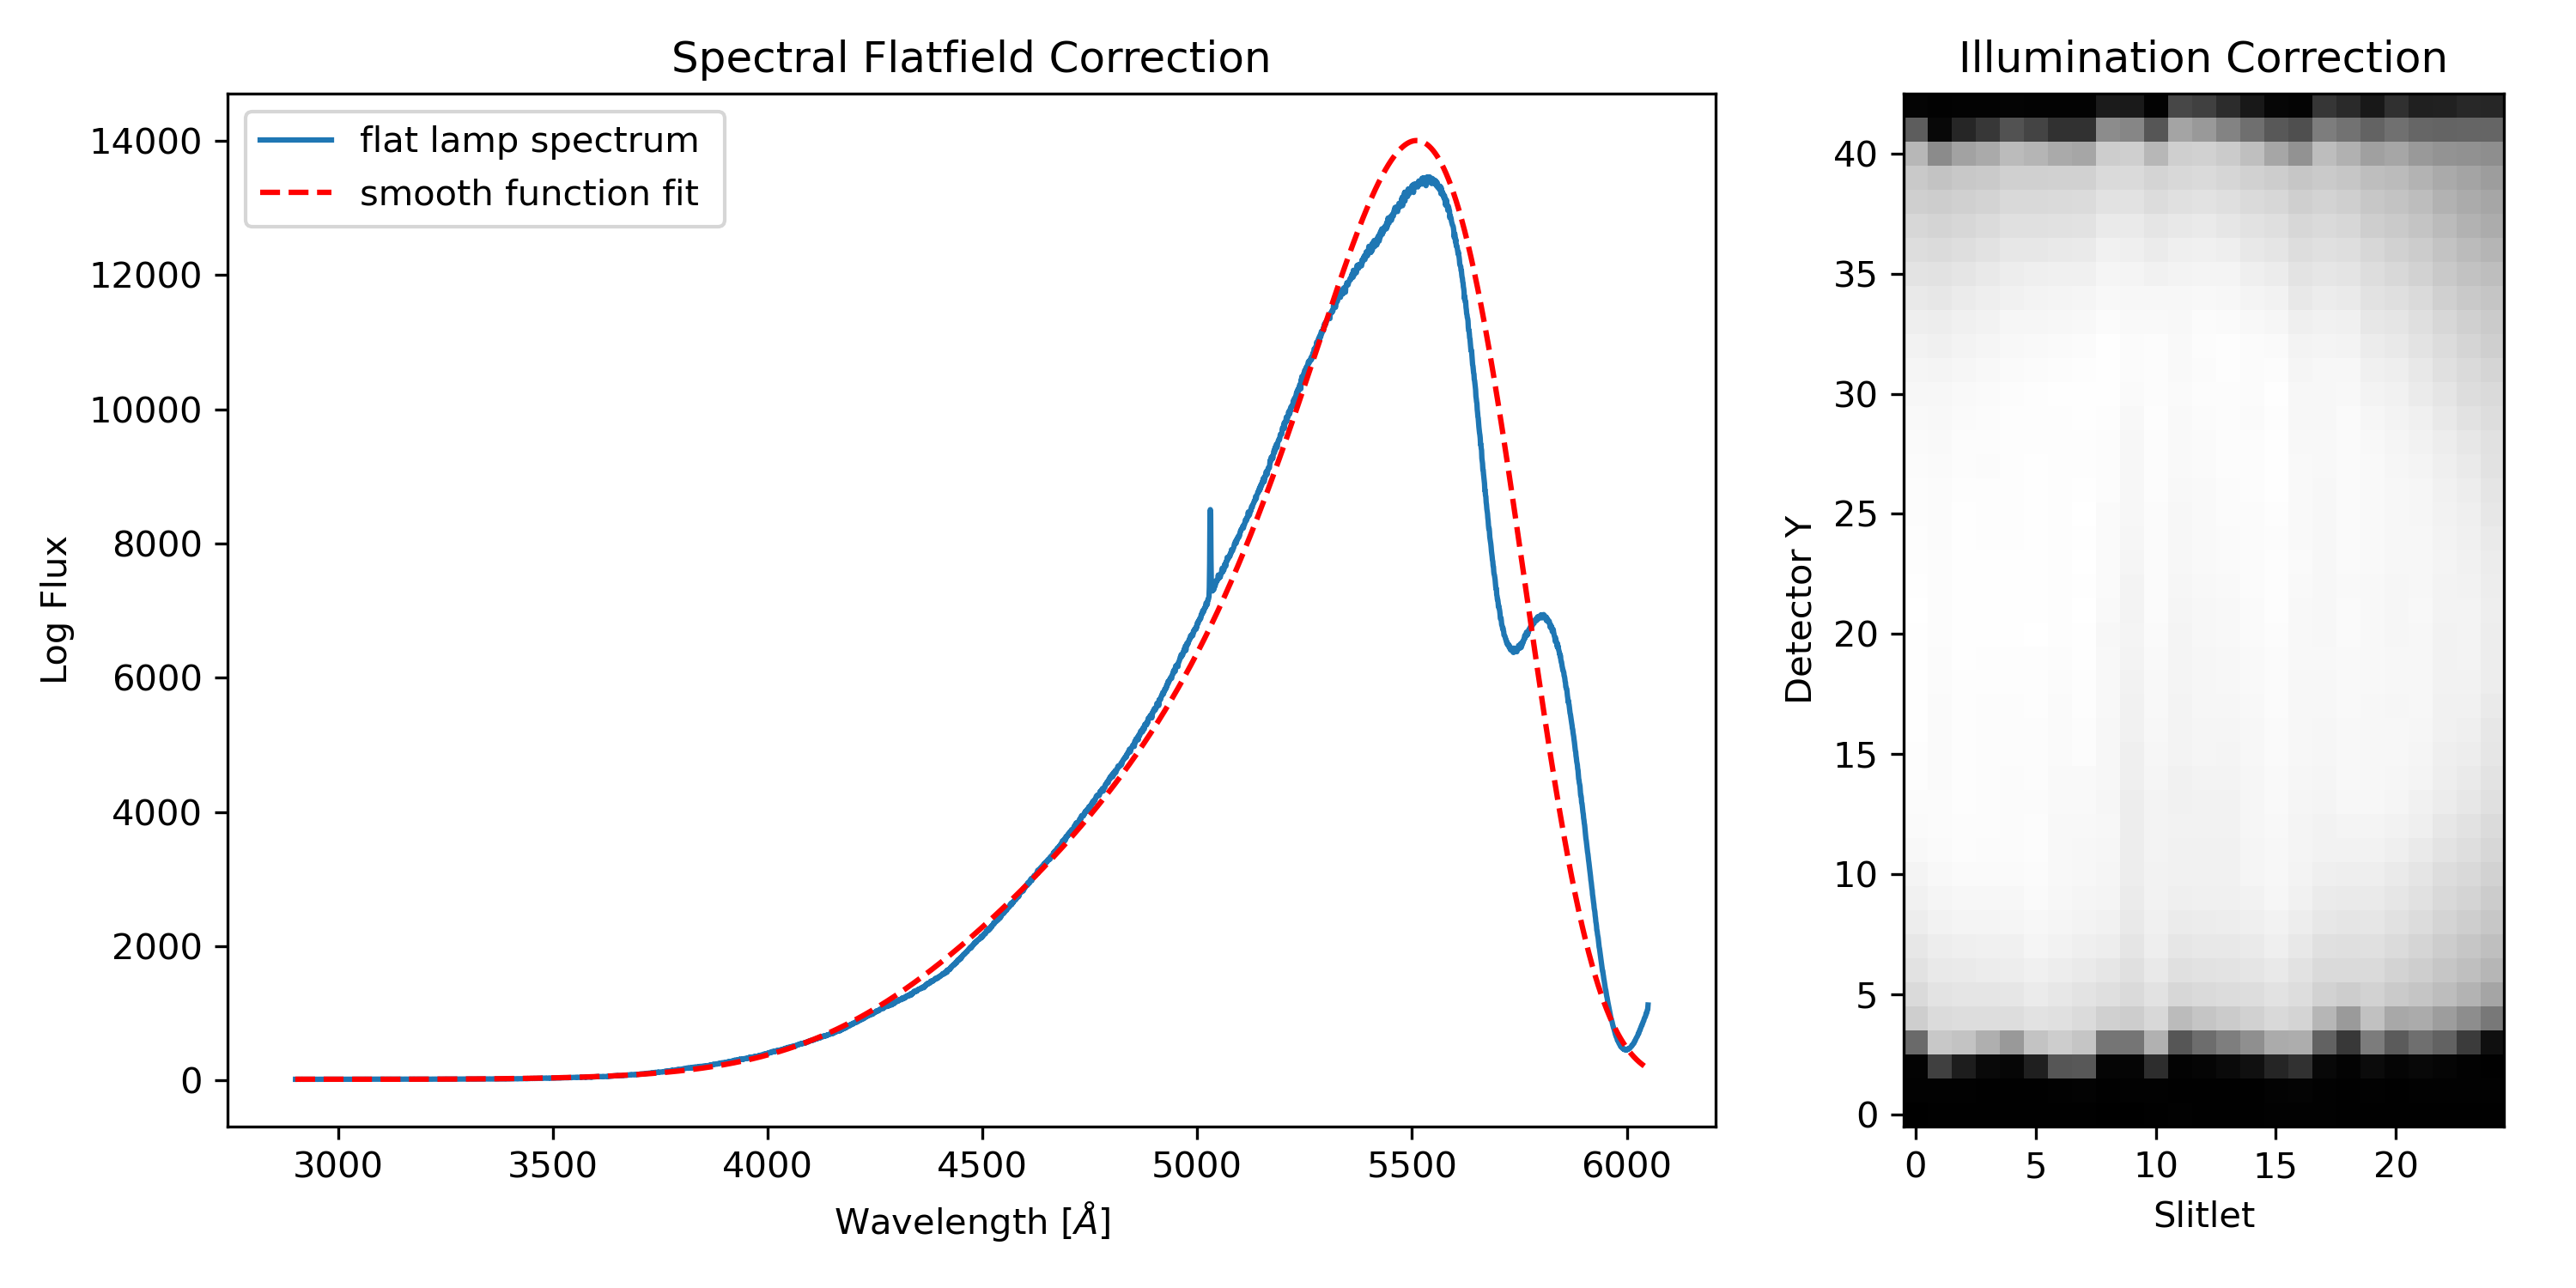 Spectral Flatfield Correction
flat lamp spectrum
smooth function fit
14000
12000
10000
8000
6000
4000
2000
0
Log Flux
3000 3500 4000 4500 5000 5500 6000
Wavelength [Å]
Illumination Correction
40
35
30
25
20
15
10
5
0
Detector Y
0 5 10 15 20
Slitlet